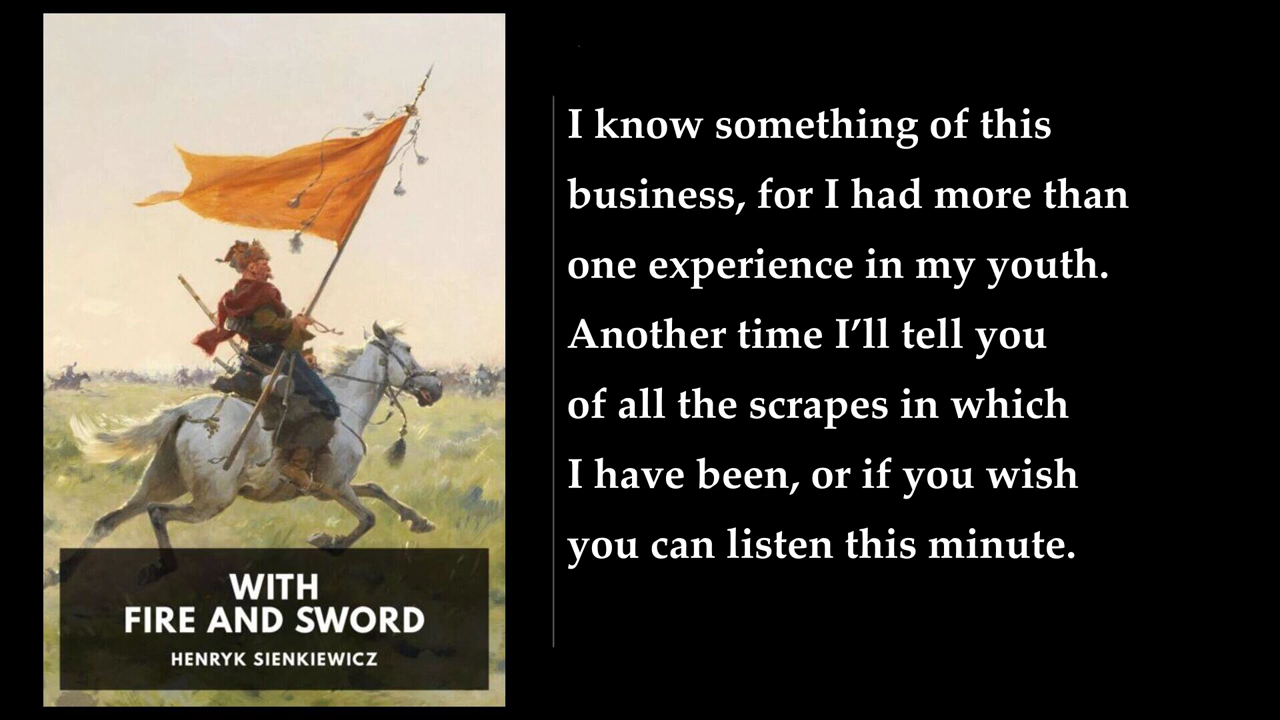 WITH
FIRE AND SWORD
HENRYK SIENKIEWICZ
I know something of this
business, for I had more than
one experience in my youth.
Another time I’ll tell you
of all the scrapes in which
I have been, or if you wish
you can listen this minute.